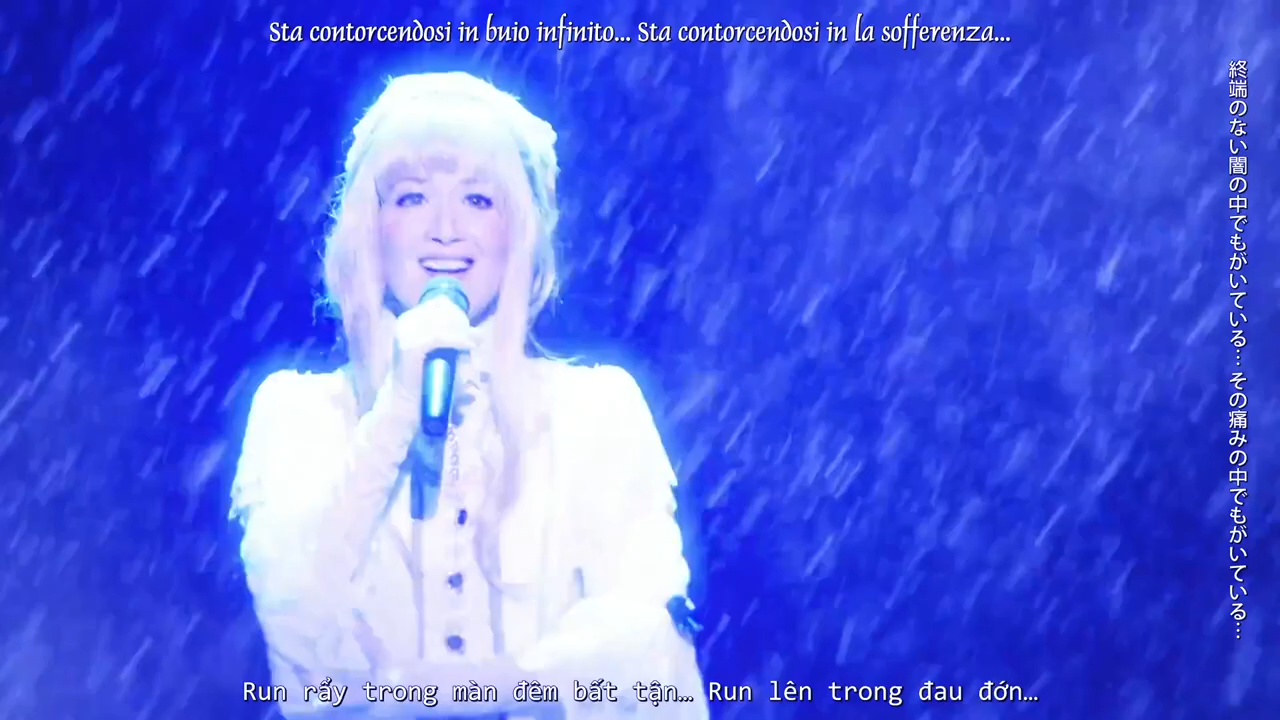 Sta contorcendosi in buio infinito... Sta contorcendosi in la sofferenza...
終端のない闇の中でもがいている…その痛みの中でもがいている…
Run rẩy trong màn đêm bất tận… Run lên trong đau đớn…